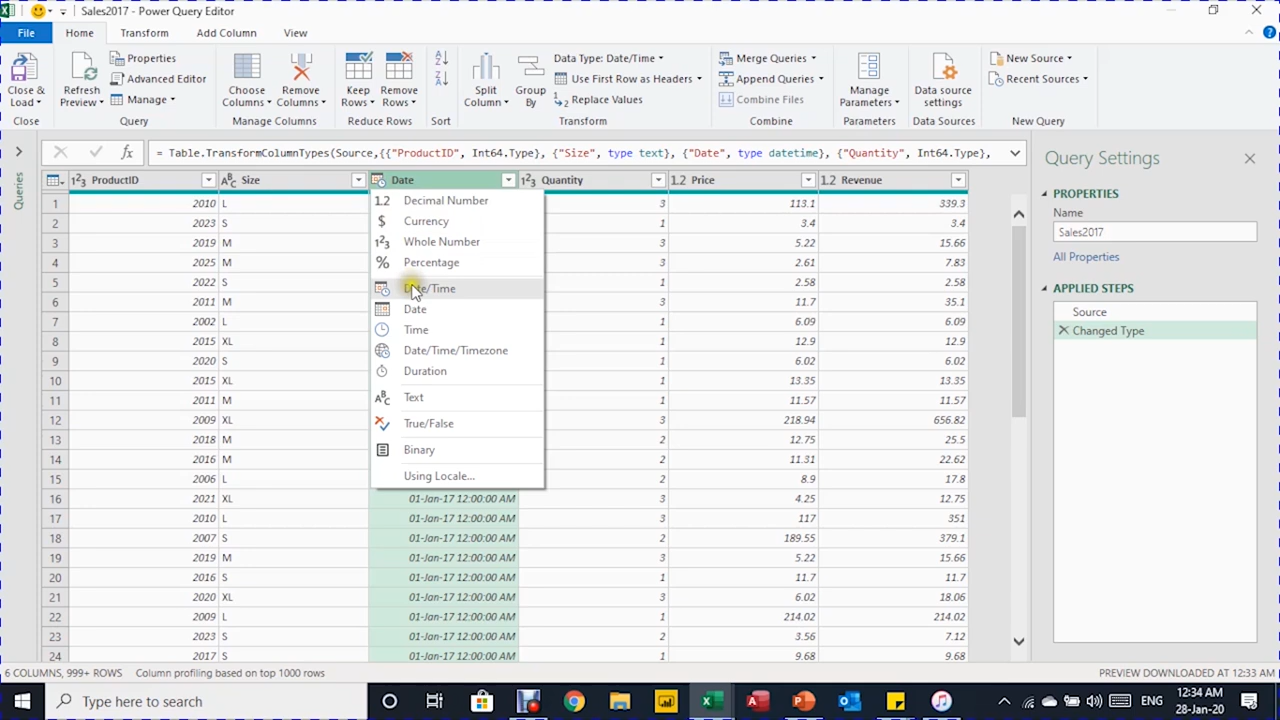 Sales2017 - Power Query Editor
File Home Transform Add Column View
Close & Load
Close
Refresh Preview
Properties
Advanced Editor
Manage
Query
Choose Columns
Remove Columns
Manage Columns
Keep Rows
Remove Rows
Reduce Rows
Sort
Split Column
Group By
Data Type: Date/Time
Use First Row as Headers
Replace Values
Transform
Merge Queries
Append Queries
Combine Files
Combine
Manage Parameters
Parameters
Data source settings
Data Sources
New Source
Recent Sources
New Query
Queries
fx = Table.TransformColumnTypes(Source,{{"ProductID", Int64.Type}, {"Size", type text}, {"Date", type datetime}, {"Quantity", Int64.Type},
ProductID Size Date Quantity Price Revenue
1 2010 L 3 113.1 339.3
2 2023 S 1 3.4 3.4
3 2019 M 3 5.22 15.66
4 2025 M 3 2.61 7.83
5 2022 S 1 2.58 2.58
6 2011 M 3 11.7 35.1
7 2002 L 1 6.09 6.09
8 2015 XL 1 12.9 12.9
9 2020 S 1 6.02 6.02
10 2015 XL 1 13.35 13.35
11 2011 M 1 11.57 11.57
12 2009 XL 3 218.94 656.82
13 2018 M 2 12.75 25.5
14 2016 M 2 11.31 22.62
15 2006 L 2 8.9 17.8
16 2021 XL 01-Jan-17 12:00:00 AM 3 4.25 12.75
17 2010 L 01-Jan-17 12:00:00 AM 3 117 351
18 2007 S 01-Jan-17 12:00:00 AM 2 189.55 379.1
19 2019 M 01-Jan-17 12:00:00 AM 3 5.22 15.66
20 2016 S 01-Jan-17 12:00:00 AM 1 11.7 11.7
21 2020 XL 01-Jan-17 12:00:00 AM 3 6.02 18.06
22 2009 L 01-Jan-17 12:00:00 AM 1 214.02 214.02
23 2023 S 01-Jan-17 12:00:00 AM 2 3.56 7.12
24 2017 S 01-Jan-17 12:00:00 AM 1 9.68 9.68
1.2 Decimal Number
$ Currency
123 Whole Number
% Percentage
Date/Time
Date
Time
Date/Time/Timezone
Duration
ABC Text
True/False
Binary
Using Locale...
Query Settings
PROPERTIES
Name
Sales2017
All Properties
APPLIED STEPS
Source
Changed Type
6 COLUMNS, 999+ ROWS Column profiling based on top 1000 rows PREVIEW DOWNLOADED AT 12:33 AM
Type here to search
ENG
12:34 AM
28-Jan-20